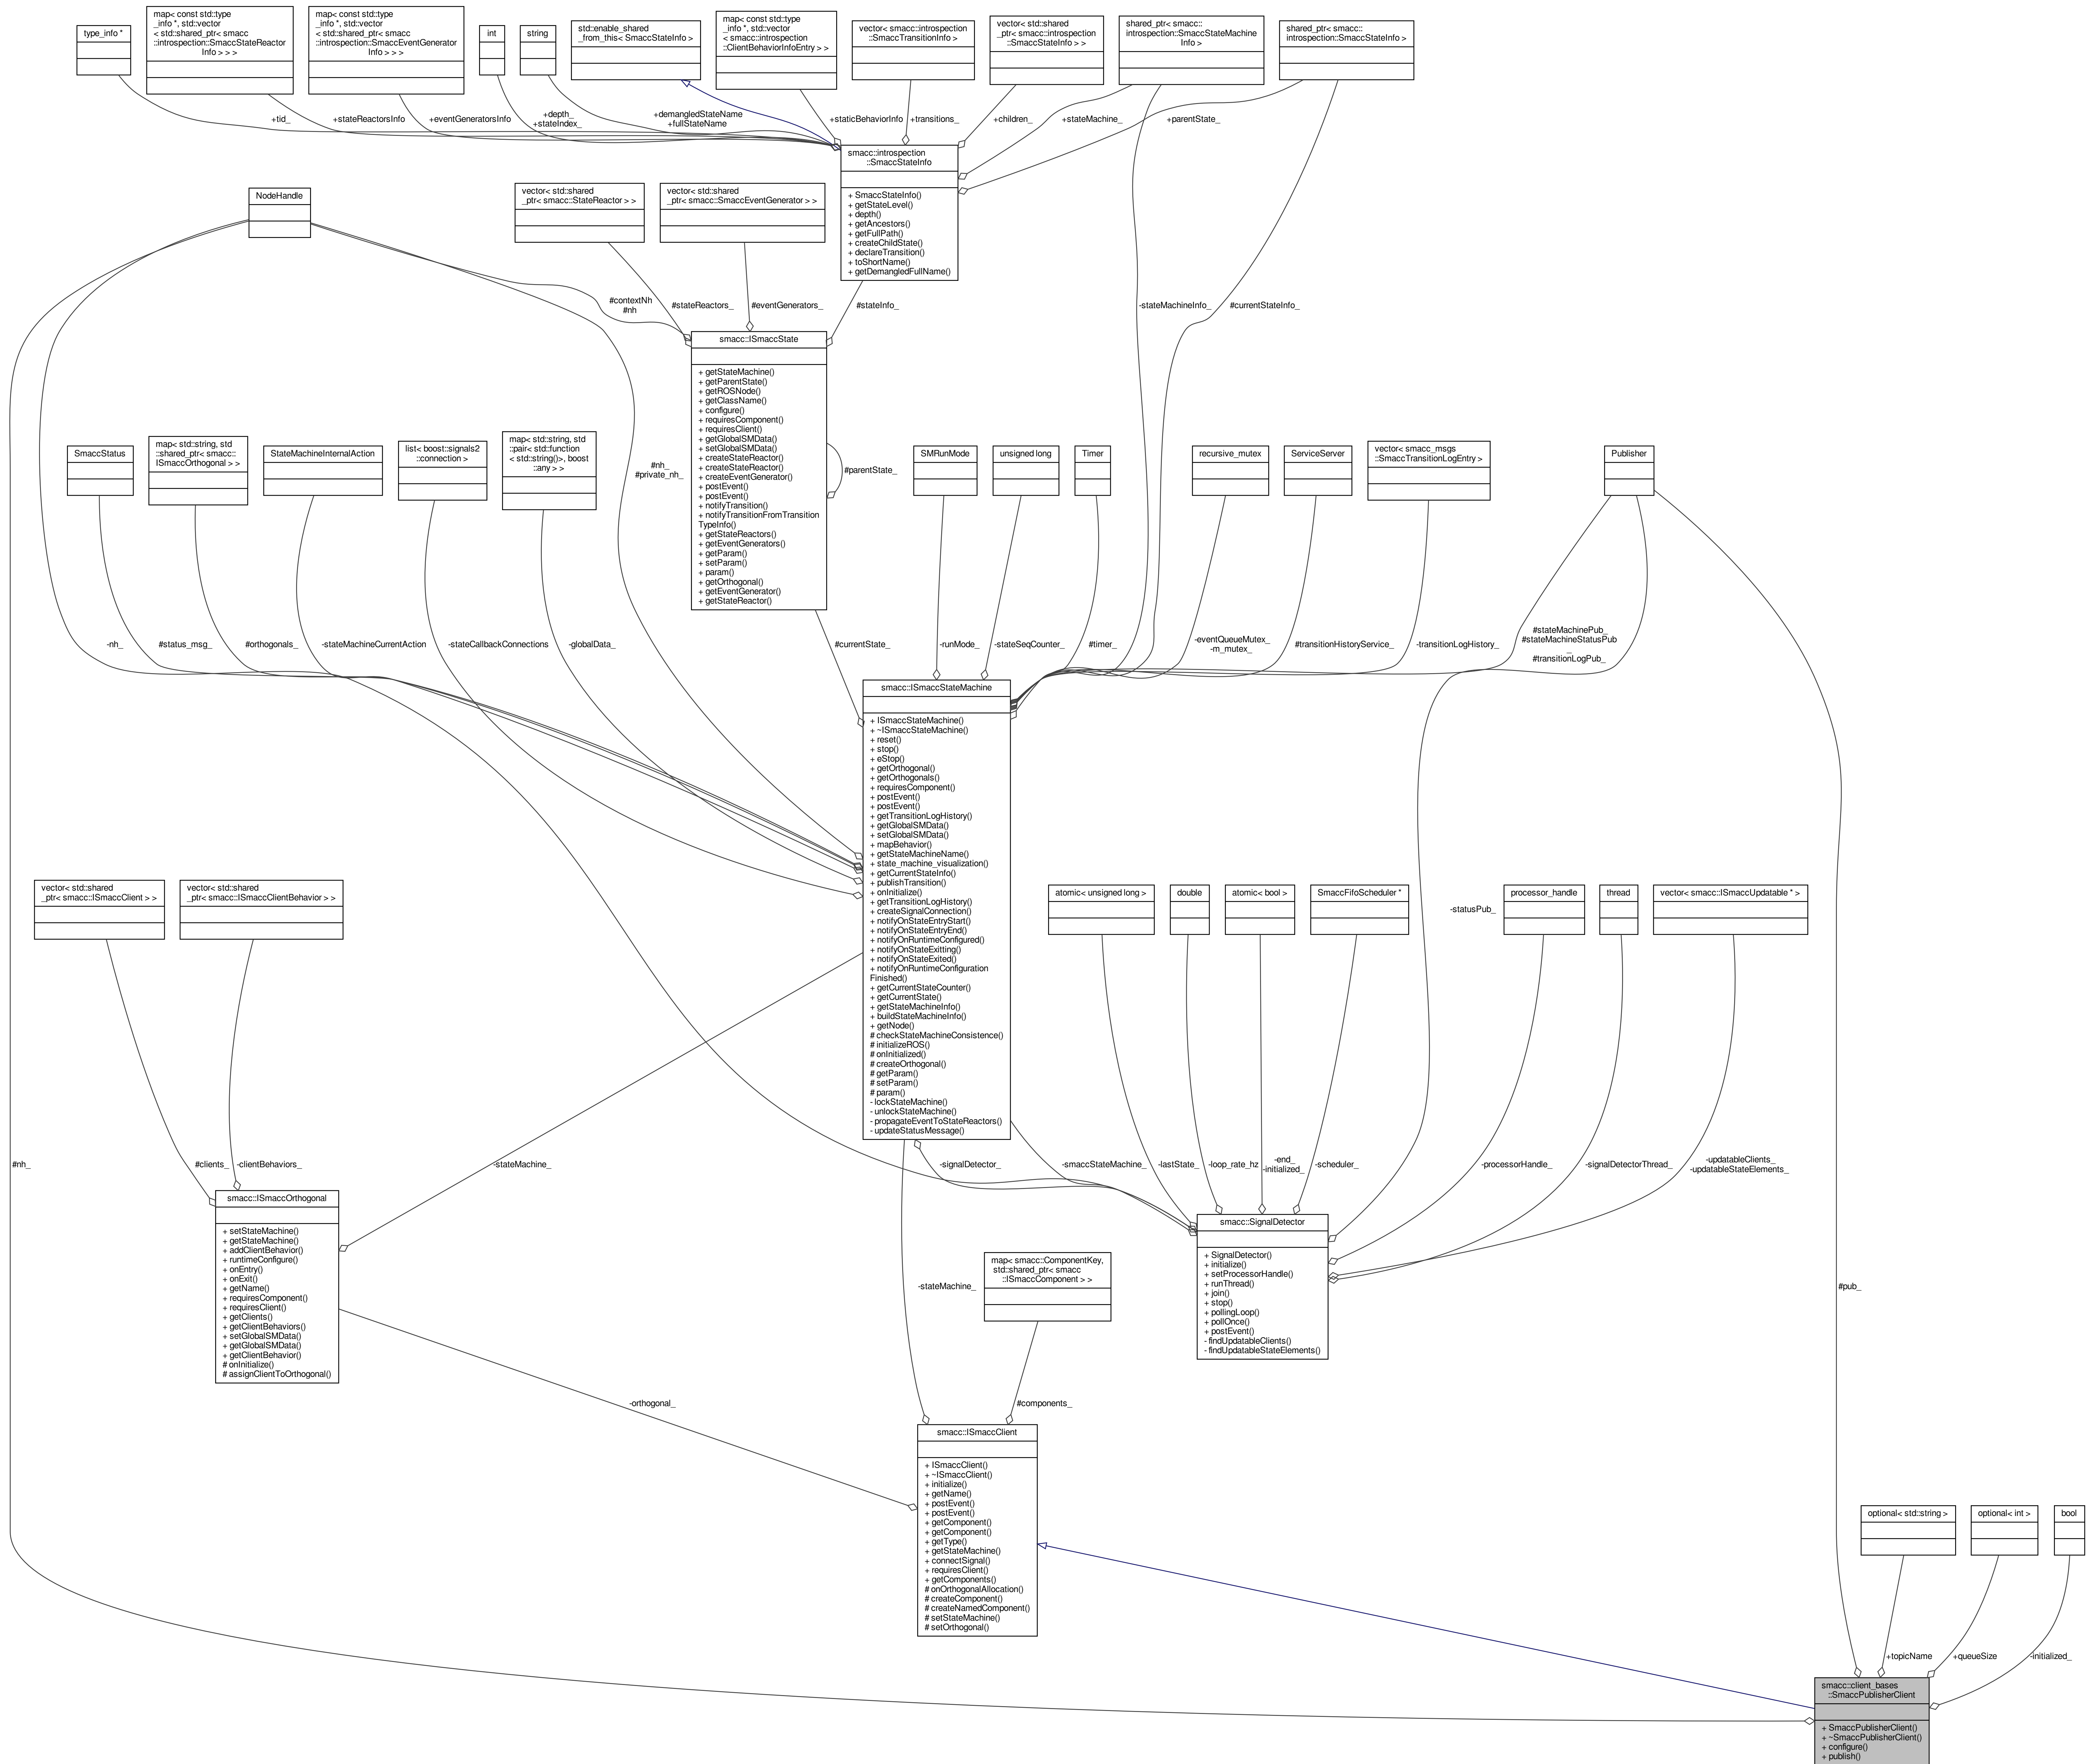 type_info *
map< const std::type
_info *, std::vector
< std::shared_ptr< smacc
::introspection::SmaccStateReactor
Info > > >
map< const std::type
_info *, std::vector
< std::shared_ptr< smacc
::introspection::SmaccEventGenerator
Info > > >
int
string
std::enable_shared
_from_this< SmaccStateInfo >
map< const std::type
_info *, std::vector
< smacc::introspection
::ClientBehaviorInfoEntry > >
vector< smacc::introspection
::SmaccTransitionInfo >
vector< std::shared
_ptr< smacc::introspection
::SmaccStateInfo > >
shared_ptr< smacc::
introspection::SmaccStateMachine
Info >
shared_ptr< smacc::
introspection::SmaccStateInfo >
+tid_
+stateReactorsInfo
+eventGeneratorsInfo
+depth_
+stateIndex_
+demangledStateName
+fullStateName
+staticBehaviorInfo
+transitions_
+children_
+stateMachine_
+parentState_
smacc::introspection
::SmaccStateInfo
+ SmaccStateInfo()
+ getStateLevel()
+ depth()
+ getAncestors()
+ getFullPath()
+ createChildState()
+ declareTransition()
+ toShortName()
+ getDemangledFullName()
NodeHandle
vector< std::shared
_ptr< smacc::StateReactor > >
vector< std::shared
_ptr< smacc::SmaccEventGenerator > >
#contextNh
#nh
#stateReactors_
#eventGenerators_
#stateInfo_
-stateMachineInfo_
#currentStateInfo_
smacc::ISmaccState
+ getStateMachine()
+ getParentState()
+ getROSNode()
+ getClassName()
+ configure()
+ requiresComponent()
+ requiresClient()
+ getGlobalSMData()
+ setGlobalSMData()
+ createStateReactor()
+ createStateReactor()
+ createEventGenerator()
+ postEvent()
+ postEvent()
+ notifyTransition()
+ notifyTransitionFromTransition
TypeInfo()
+ getStateReactors()
+ getEventGenerators()
+ getParam()
+ setParam()
+ param()
+ getOrthogonal()
+ getEventGenerator()
+ getStateReactor()
#parentState_
SmaccStatus
map< std::string, std
::shared_ptr< smacc::
ISmaccOrthogonal > >
StateMachineInternalAction
list< boost::signals2
::connection >
map< std::string, std
::pair< std::function
< std::string()>, boost
::any > >
#nh_
#private_nh_
SMRunMode
unsigned long
Timer
recursive_mutex
ServiceServer
vector< smacc_msgs
::SmaccTransitionLogEntry >
Publisher
-nh_
#status_msg_
#orthogonals_
-stateMachineCurrentAction
-stateCallbackConnections
-globalData_
#currentState_
-runMode_
-stateSeqCounter_
#timer_
-eventQueueMutex_
-m_mutex_
#transitionHistoryService_
-transitionLogHistory_
#stateMachinePub_
#stateMachineStatusPub
_
#transitionLogPub_
smacc::ISmaccStateMachine
+ ISmaccStateMachine()
+ ~ISmaccStateMachine()
+ reset()
+ stop()
+ eStop()
+ getOrthogonal()
+ getOrthogonals()
+ requiresComponent()
+ postEvent()
+ postEvent()
+ getTransitionLogHistory()
+ getGlobalSMData()
+ setGlobalSMData()
+ mapBehavior()
+ getStateMachineName()
+ state_machine_visualization()
+ getCurrentStateInfo()
+ publishTransition()
+ onInitialize()
+ getTransitionLogHistory()
+ createSignalConnection()
+ notifyOnStateEntryStart()
+ notifyOnStateEntryEnd()
+ notifyOnRuntimeConfigured()
+ notifyOnStateExitting()
+ notifyOnStateExited()
+ notifyOnRuntimeConfiguration
Finished()
+ getCurrentStateCounter()
+ getCurrentState()
+ getStateMachineInfo()
+ buildStateMachineInfo()
+ getNode()
# checkStateMachineConsistence()
# initializeROS()
# onInitialized()
# createOrthogonal()
# getParam()
# setParam()
# param()
- lockStateMachine()
- unlockStateMachine()
- propagateEventToStateReactors()
- updateStatusMessage()
vector< std::shared
_ptr< smacc::ISmaccClient > >
vector< std::shared
_ptr< smacc::ISmaccClientBehavior > >
atomic< unsigned long >
double
atomic< bool >
SmaccFifoScheduler *
-statusPub_
processor_handle
thread
vector< smacc::ISmaccUpdatable * >
#nh_
#clients_
-clientBehaviors_
-stateMachine_
-signalDetector_
-smaccStateMachine_
-lastState_
-loop_rate_hz
-end_
-initialized_
-scheduler_
-processorHandle_
-signalDetectorThread_
-updatableClients_
-updatableStateElements_
smacc::ISmaccOrthogonal
+ setStateMachine()
+ getStateMachine()
+ addClientBehavior()
+ runtimeConfigure()
+ onEntry()
+ onExit()
+ getName()
+ requiresComponent()
+ requiresClient()
+ getClients()
+ getClientBehaviors()
+ setGlobalSMData()
+ getGlobalSMData()
+ getClientBehavior()
# onInitialize()
# assignClientToOrthogonal()
smacc::SignalDetector
+ SignalDetector()
+ initialize()
+ setProcessorHandle()
+ runThread()
+ join()
+ stop()
+ pollingLoop()
+ pollOnce()
+ postEvent()
- findUpdatableClients()
- findUpdatableStateElements()
-stateMachine_
map< smacc::ComponentKey,
std::shared_ptr< smacc
::ISmaccComponent > >
#pub_
-orthogonal_
#components_
smacc::ISmaccClient
+ ISmaccClient()
+ ~ISmaccClient()
+ initialize()
+ getName()
+ postEvent()
+ postEvent()
+ getComponent()
+ getComponent()
+ getType()
+ getStateMachine()
+ connectSignal()
+ requiresClient()
+ getComponents()
# onOrthogonalAllocation()
# createComponent()
# createNamedComponent()
# setStateMachine()
# setOrthogonal()
optional< std::string >
optional< int >
bool
+topicName
+queueSize
-initialized_
smacc::client_bases
::SmaccPublisherClient
+ SmaccPublisherClient()
+ ~SmaccPublisherClient()
+ configure()
+ publish()